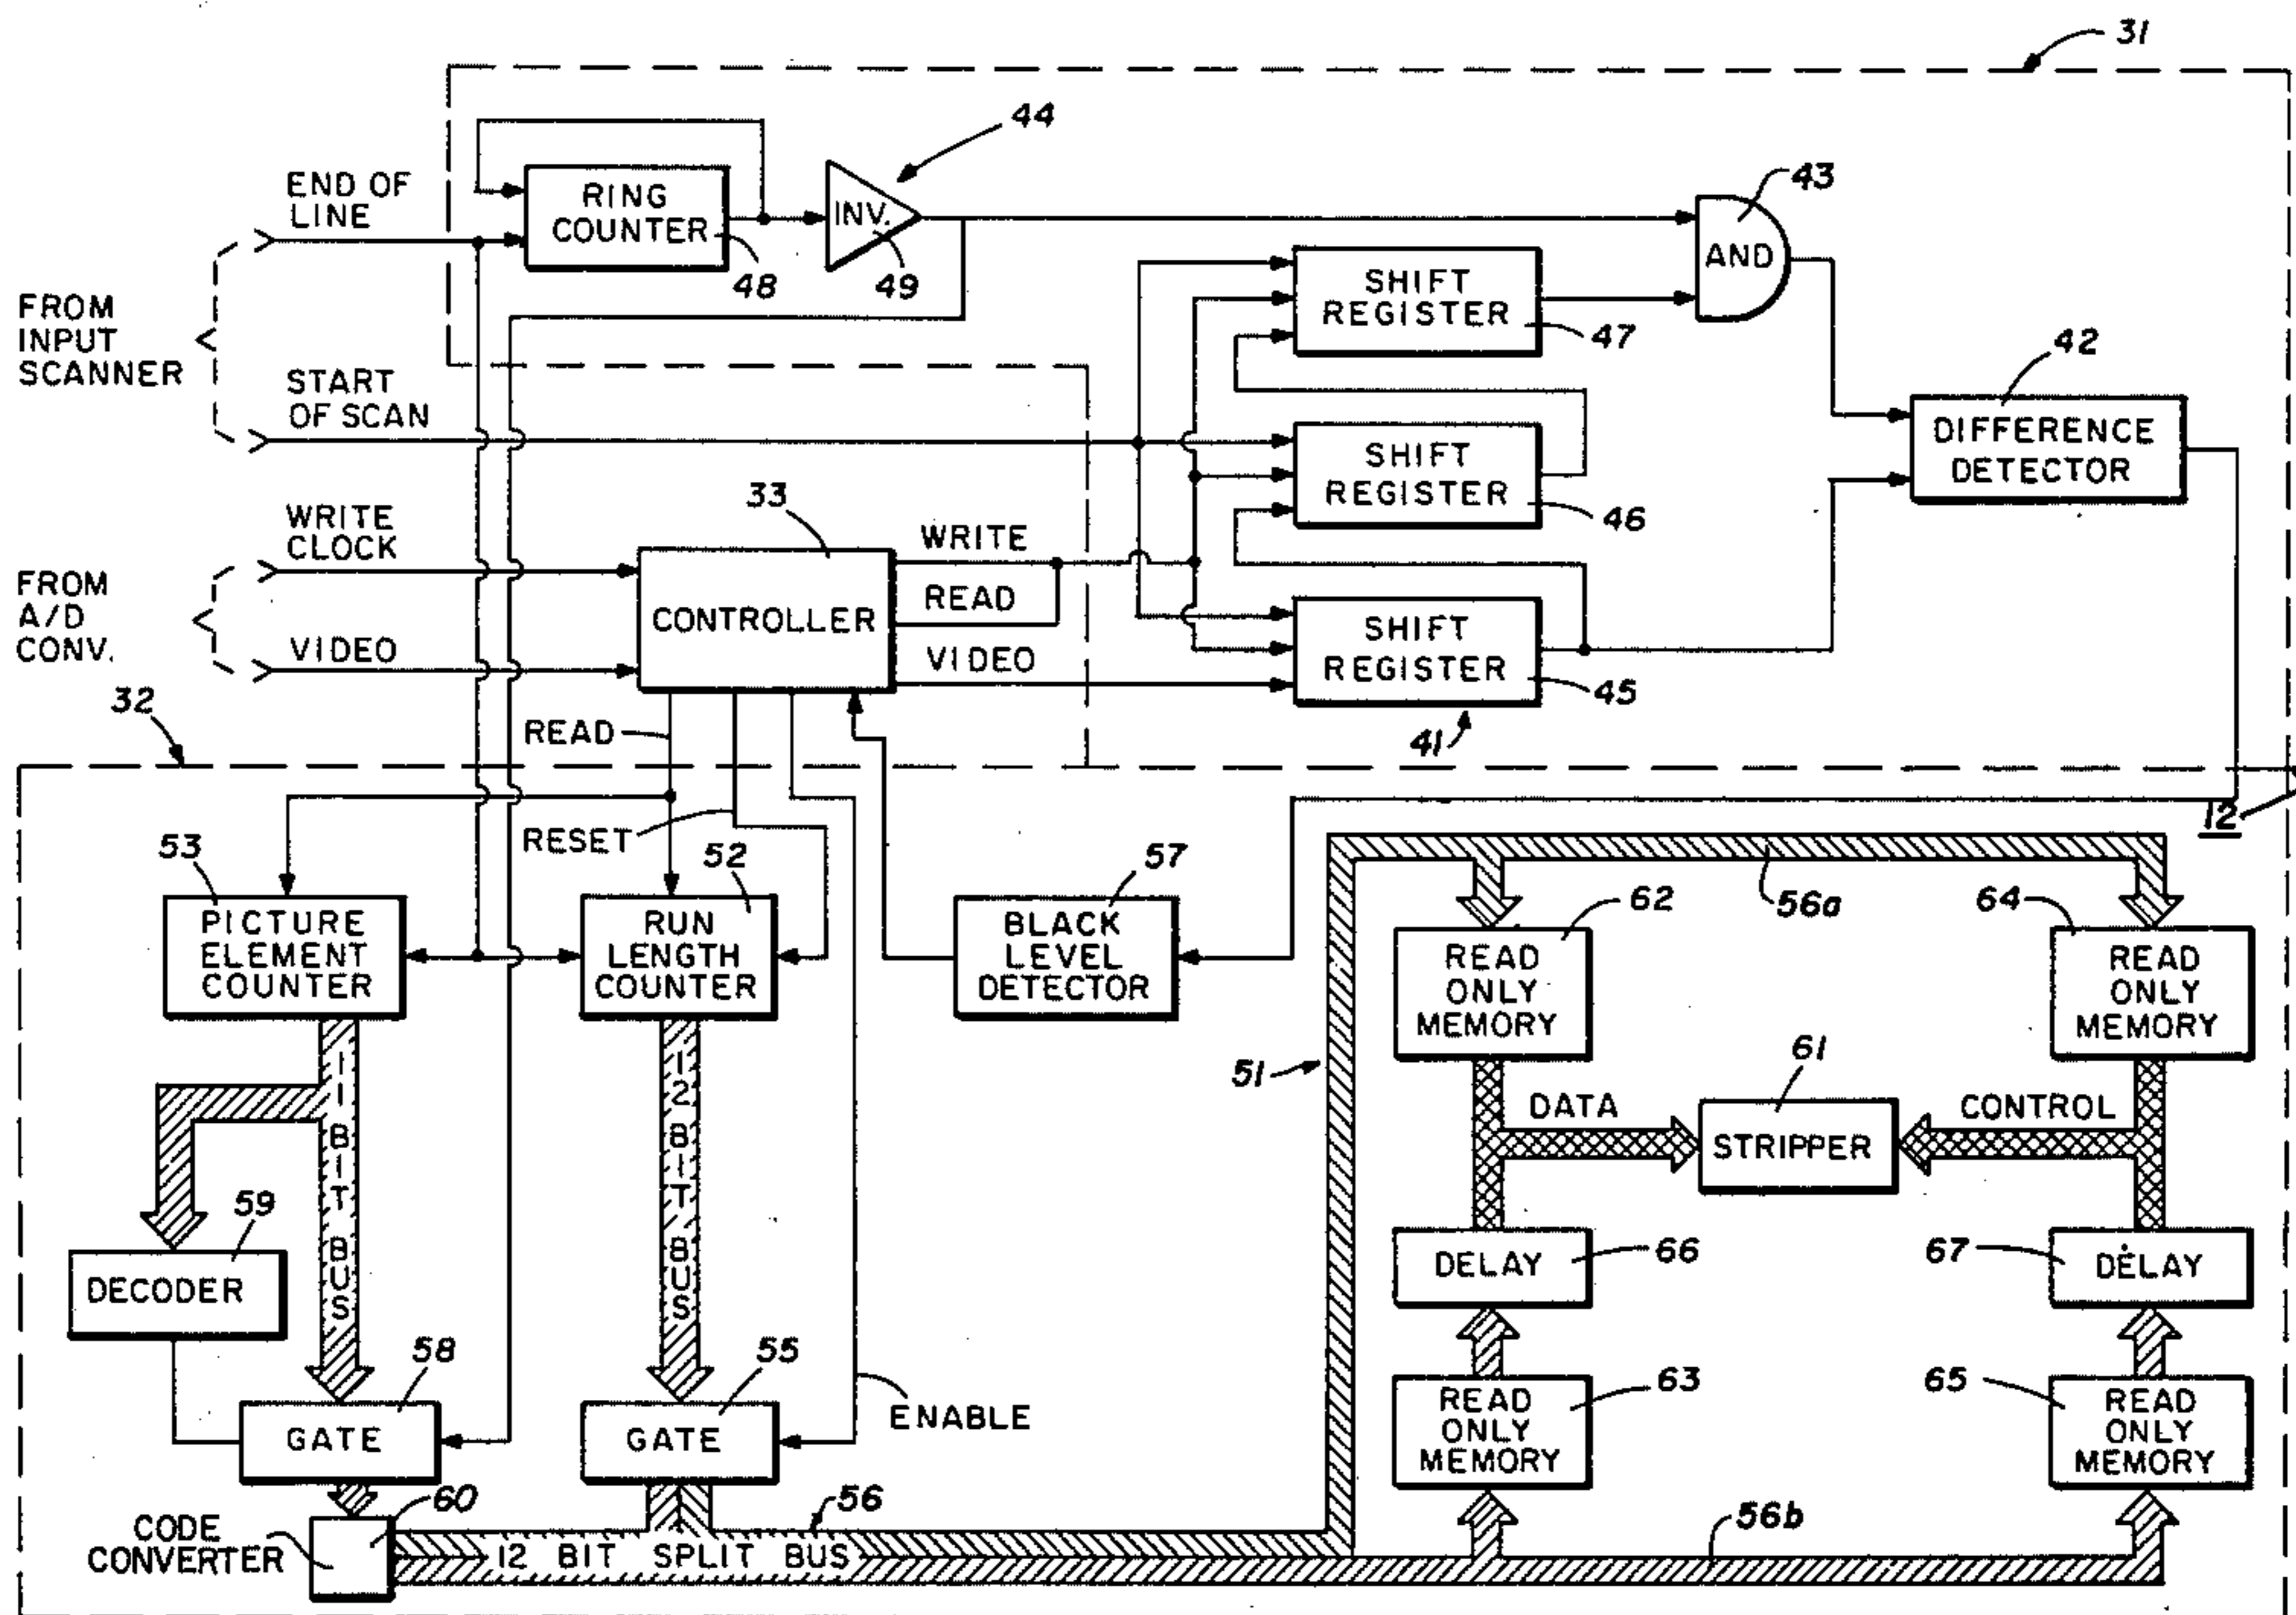 31
44
END OF
LINE
RING
COUNTER
48
INV.
49
43
AND
FROM
INPUT
SCANNER
SHIFT
REGISTER
47
42
START
OF SCAN
DIFFERENCE
DETECTOR
SHIFT
REGISTER
46
33
WRITE
CLOCK
WRITE
READ
CONTROLLER
FROM
A/D
CONV.
VIDEO
VIDEO
SHIFT
REGISTER
45
41
32
READ
RESET
12
53
PICTURE
ELEMENT
COUNTER
52
RUN
LENGTH
COUNTER
57
BLACK
LEVEL
DETECTOR
56a
62
READ
ONLY
MEMORY
64
READ
ONLY
MEMORY
51
11 BIT BUS
12 BIT BUS
61
DATA
STRIPPER
CONTROL
59
DECODER
DELAY
66
67
DELAY
58
GATE
55
GATE
ENABLE
READ
ONLY
MEMORY
63
65
READ
ONLY
MEMORY
60
CODE
CONVERTER
56
12 BIT SPLIT BUS
56b